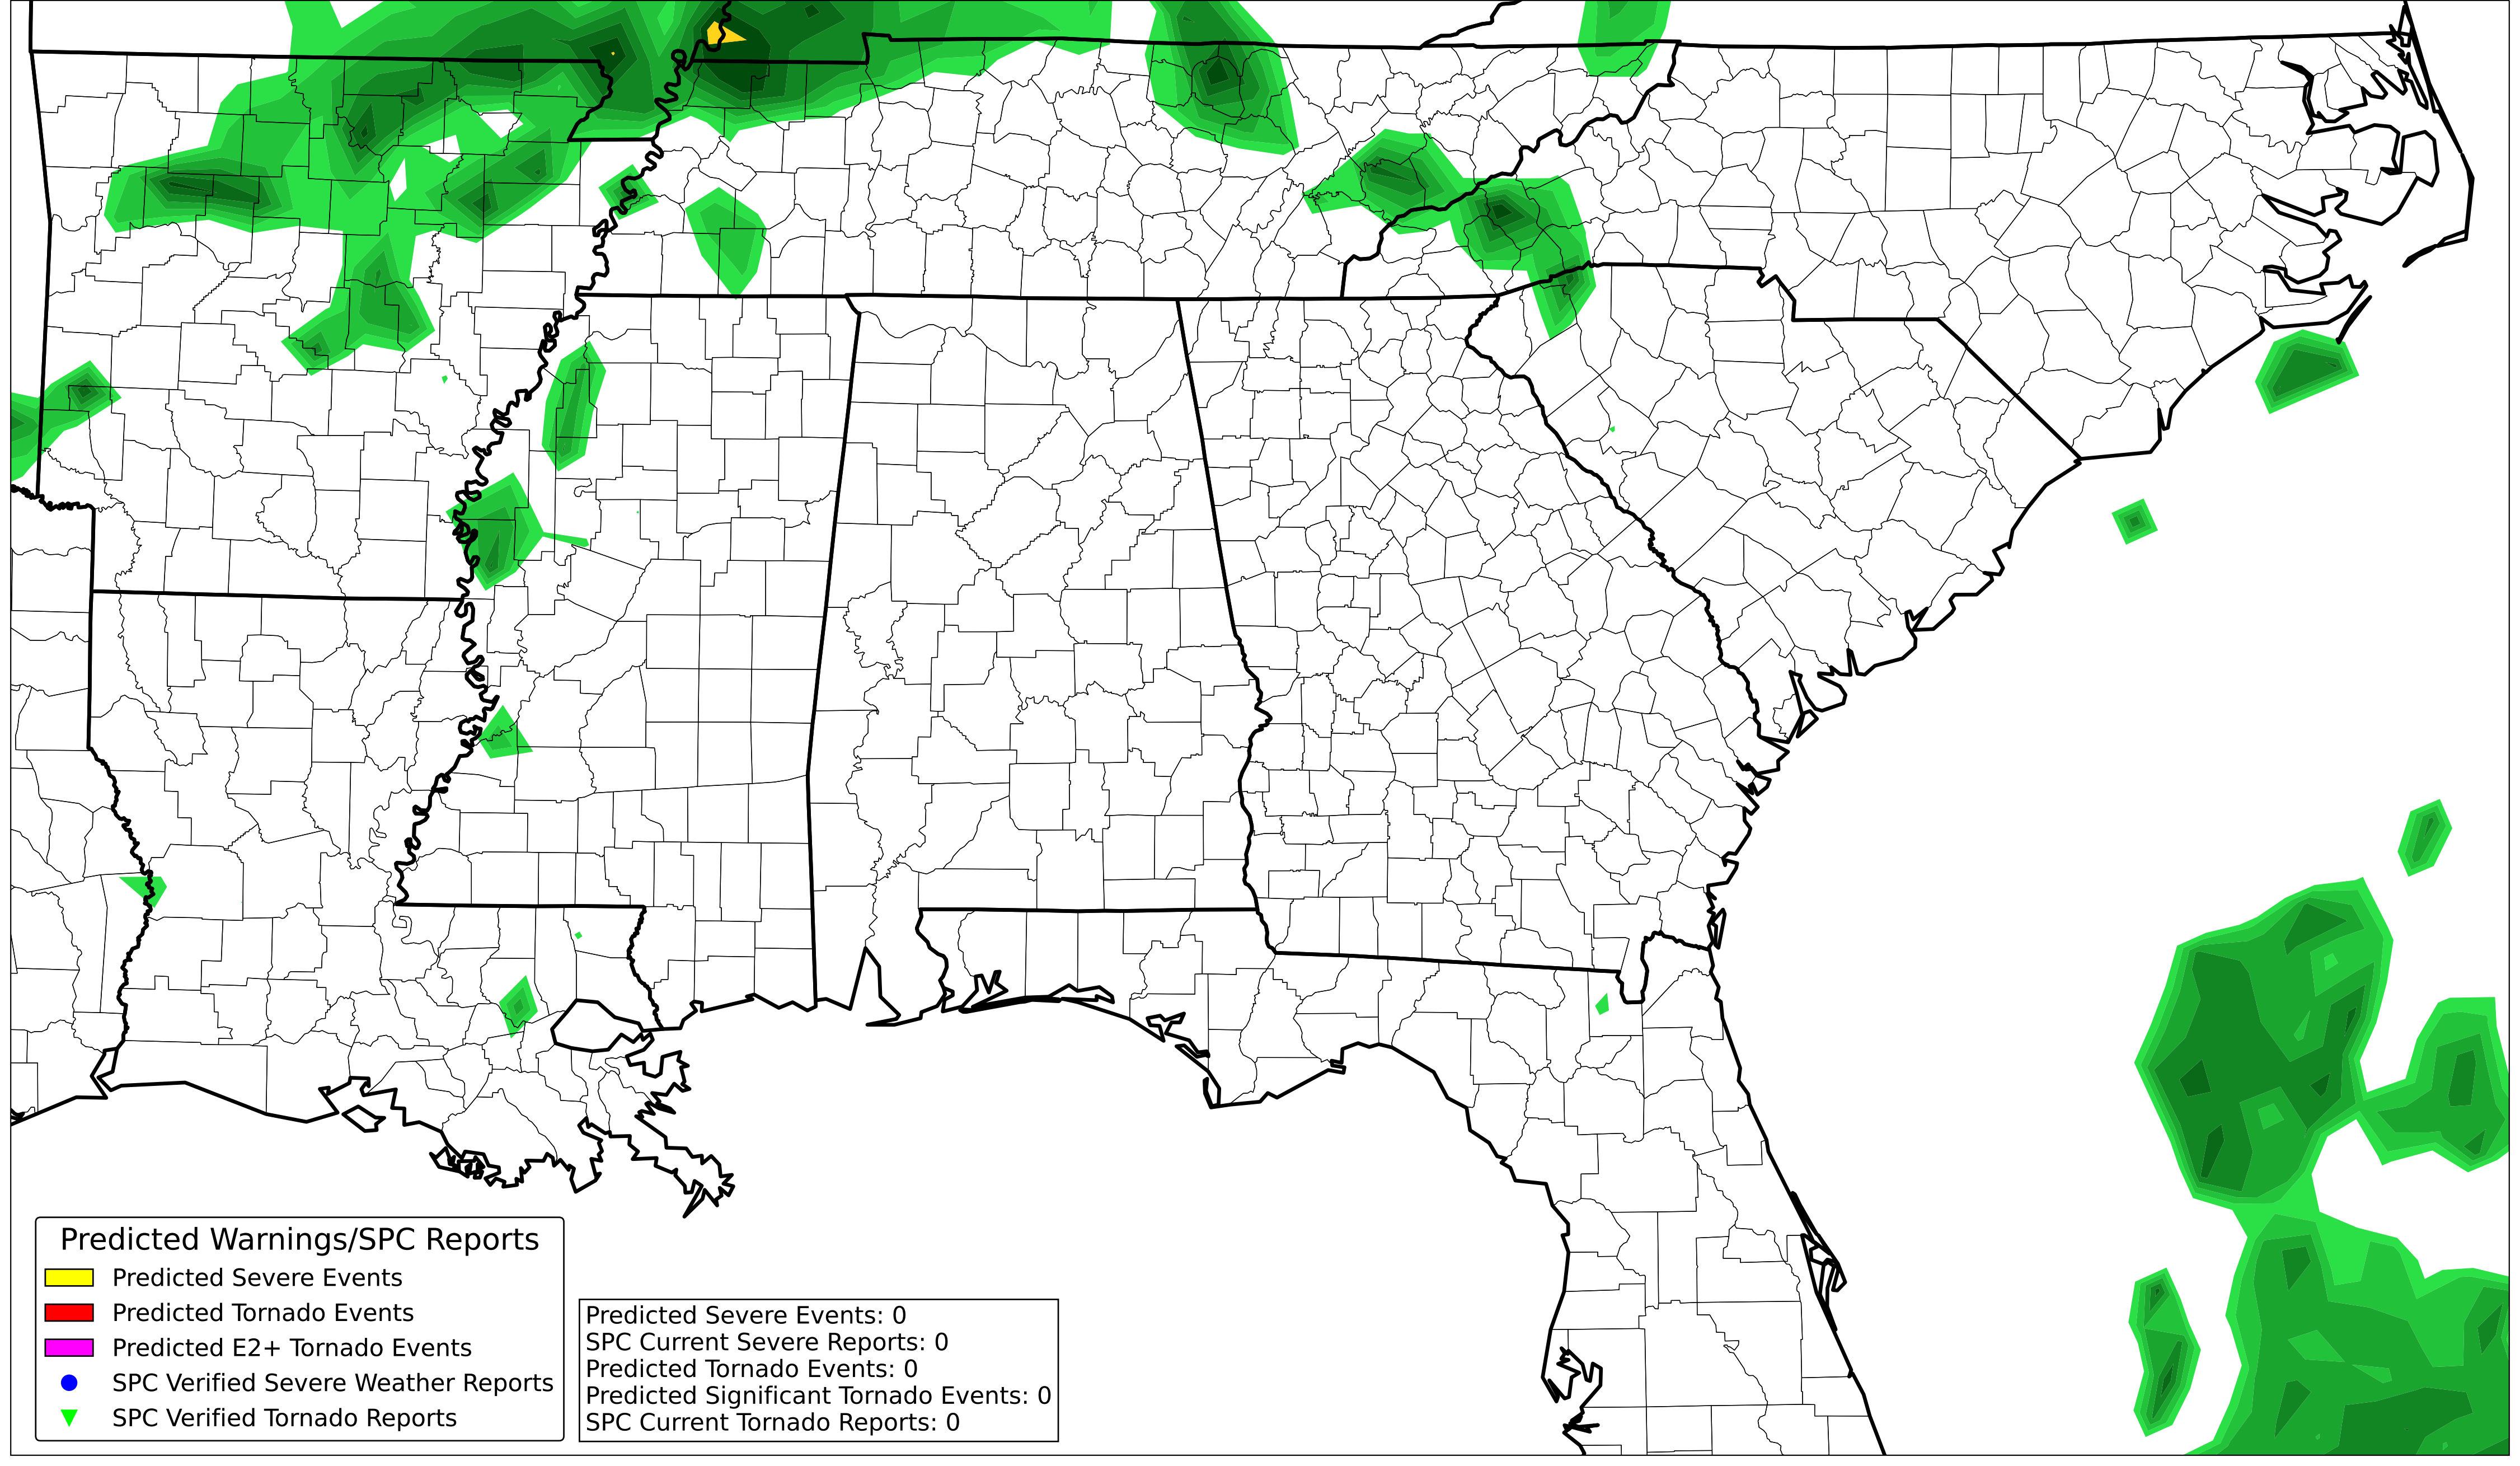 Predicted Warnings/SPC Reports
Predicted Severe Events
Predicted Tornado Events
Predicted E2+ Tornado Events
SPC Verified Severe Weather Reports
SPC Verified Tornado Reports
Predicted Severe Events: 0
SPC Current Severe Reports: 0
Predicted Tornado Events: 0
Predicted Significant Tornado Events: 0
SPC Current Tornado Reports: 0